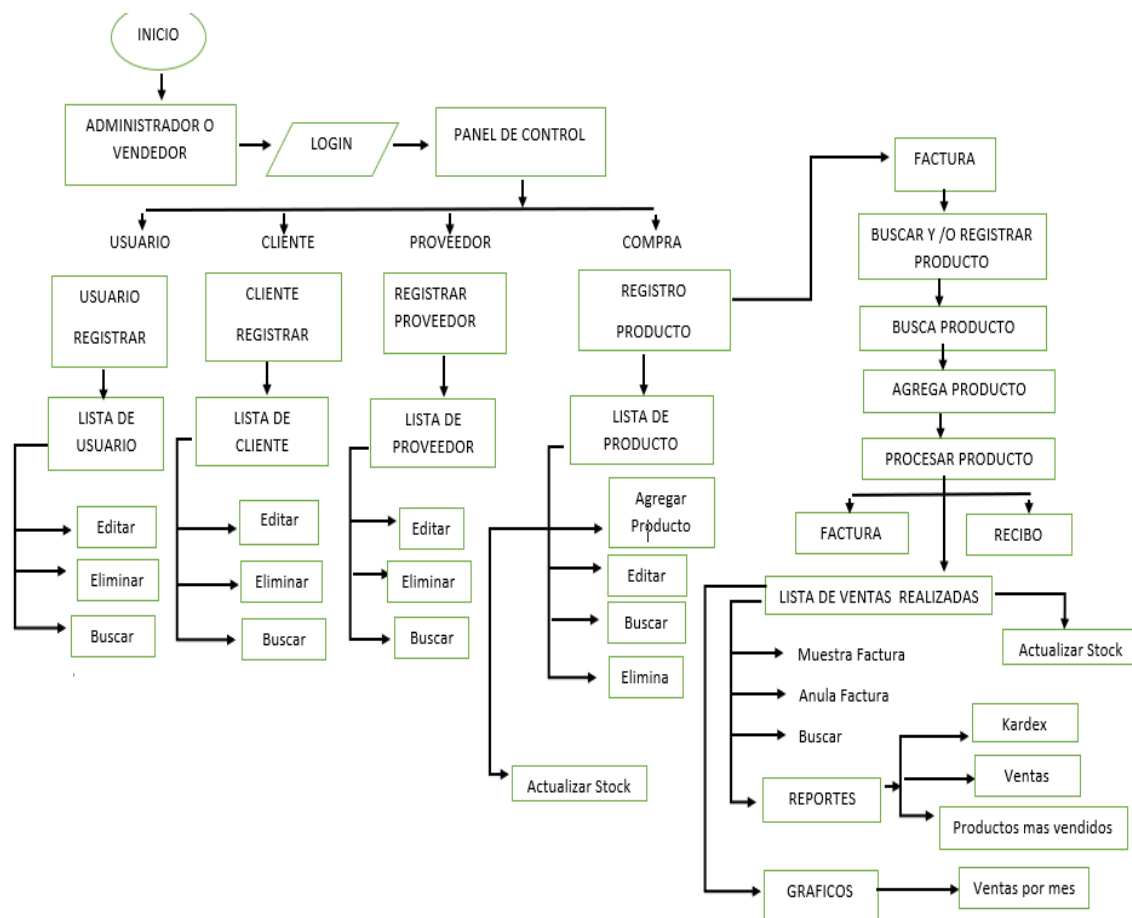 INICIO
ADMINISTRADOR O
VENDEDOR
LOGIN
PANEL DE CONTROL
FACTURA
USUARIO
CLIENTE
PROVEEDOR
COMPRA
BUSCAR Y /O REGISTRAR
PRODUCTO
USUARIO
REGISTRAR
CLIENTE
REGISTRAR
REGISTRAR
PROVEEDOR
REGISTRO
PRODUCTO
BUSCA PRODUCTO
AGREGA PRODUCTO
LISTA DE
USUARIO
LISTA DE
CLIENTE
LISTA DE
PROVEEDOR
LISTA DE
PRODUCTO
PROCESAR PRODUCTO
Editar
Eliminar
Buscar
Editar
Eliminar
Buscar
Editar
Eliminar
Buscar
Agregar
Producto
Editar
Buscar
Elimina
Actualizar Stock
FACTURA
RECIBO
LISTA DE VENTAS REALIZADAS
Actualizar Stock
Muestra Factura
Anula Factura
Buscar
REPORTES
Kardex
Ventas
Productos mas vendidos
GRAFICOS
Ventas por mes